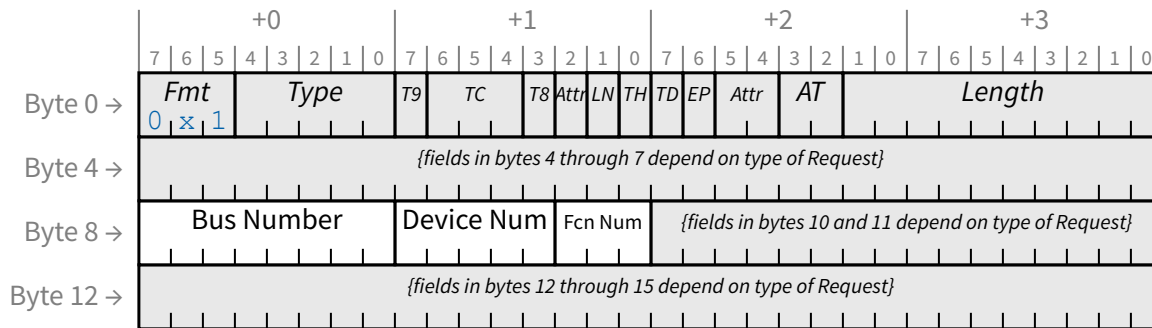 +0 +1 +2 +3
7 6 5 4 3 2 1 0 7 6 5 4 3 2 1 0 7 6 5 4 3 2 1 0 7 6 5 4 3 2 1 0
Byte 0 → Fmt Type T9 TC T8 Attr LN TH TD EP Attr AT Length
0 x 1
Byte 4 → {fields in bytes 4 through 7 depend on type of Request}
Byte 8 → Bus Number Device Num Fcn Num {fields in bytes 10 and 11 depend on type of Request}
Byte 12 → {fields in bytes 12 through 15 depend on type of Request}